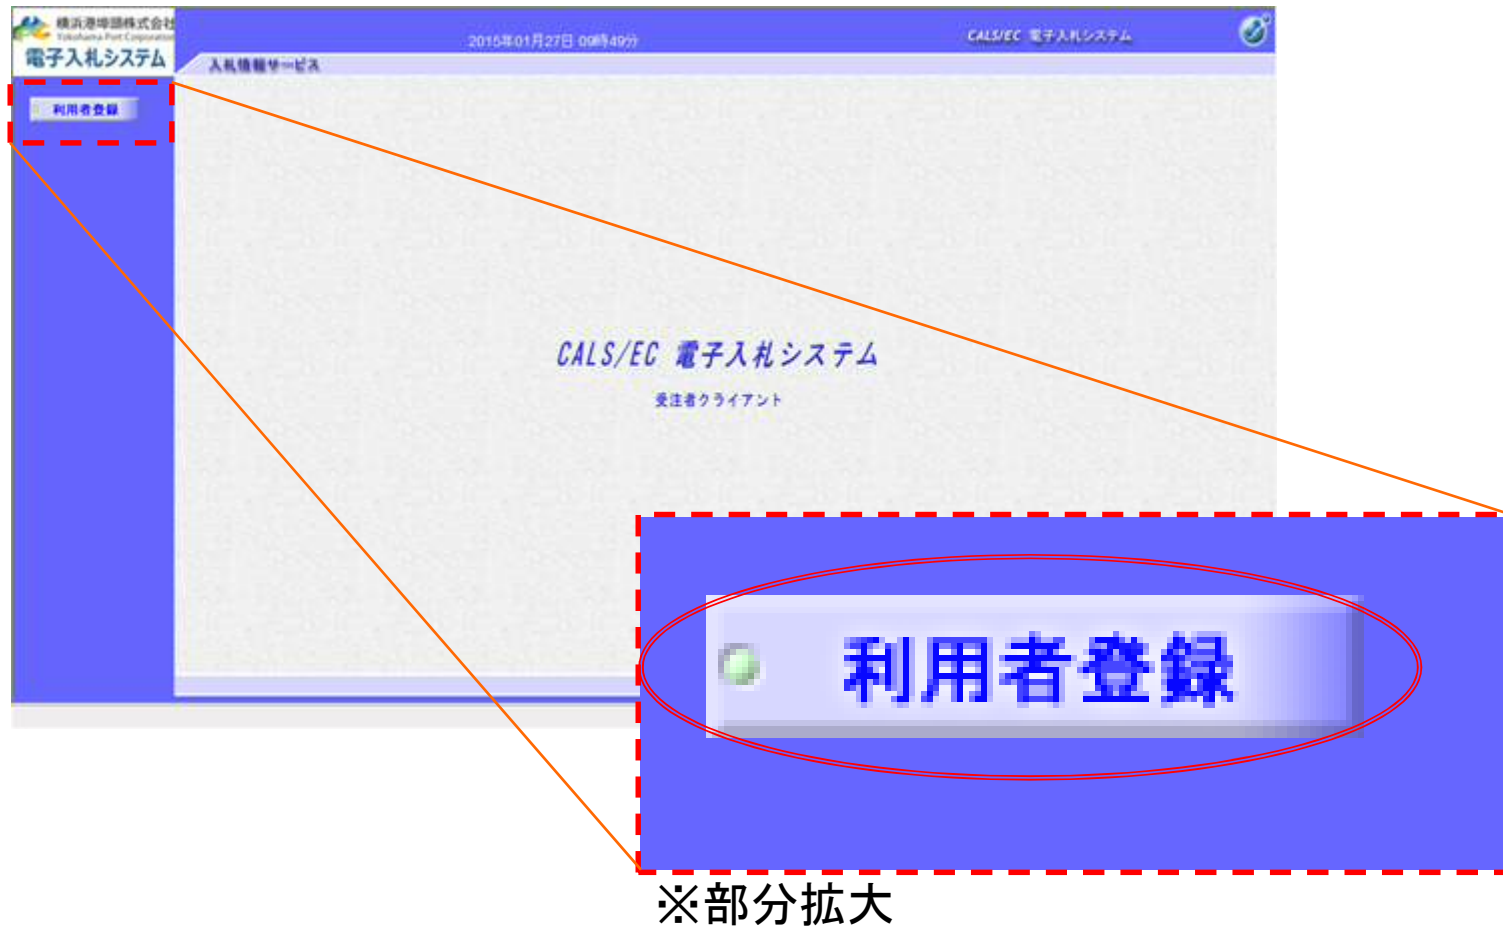 横浜港埠頭株式会社
Yokohama Port Corporation
電子入札システム
2015年01月27日 09時49分
CALS/EC 電子入札システム
入札情報サービス
利用者登録
CALS/EC 電子入札システム
受注者クライアント
利用者登録
※部分拡大